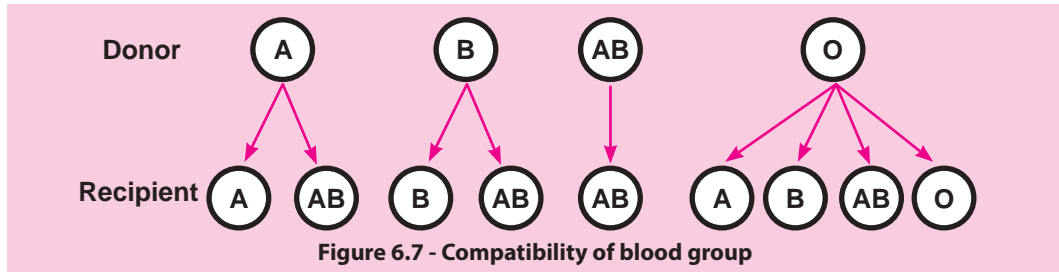 Donor A B AB O
Recipient A AB B AB AB A B AB O
Figure 6.7 - Compatibility of blood group